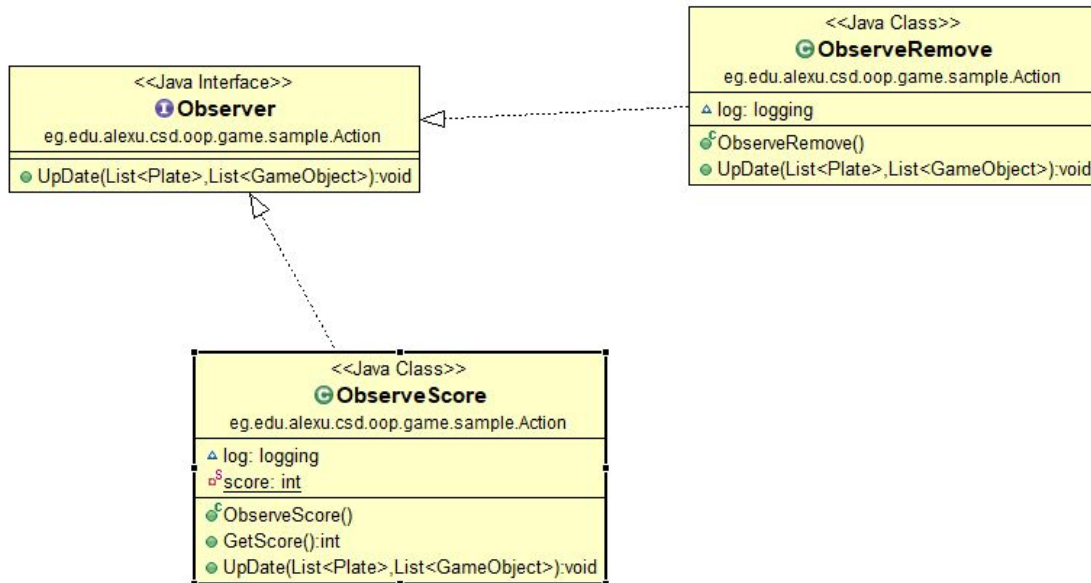 <<Java Interface>>
I Observer
eg.edu.alexu.csd.oop.game.sample.Action
UpDate(List<Plate>,List<GameObject>):void
<<Java Class>>
C ObserveRemove
eg.edu.alexu.csd.oop.game.sample.Action
log: logging
C ObserveRemove()
UpDate(List<Plate>,List<GameObject>):void
<<Java Class>>
C ObserveScore
eg.edu.alexu.csd.oop.game.sample.Action
log: logging
S score: int
C ObserveScore()
GetScore():int
UpDate(List<Plate>,List<GameObject>):void